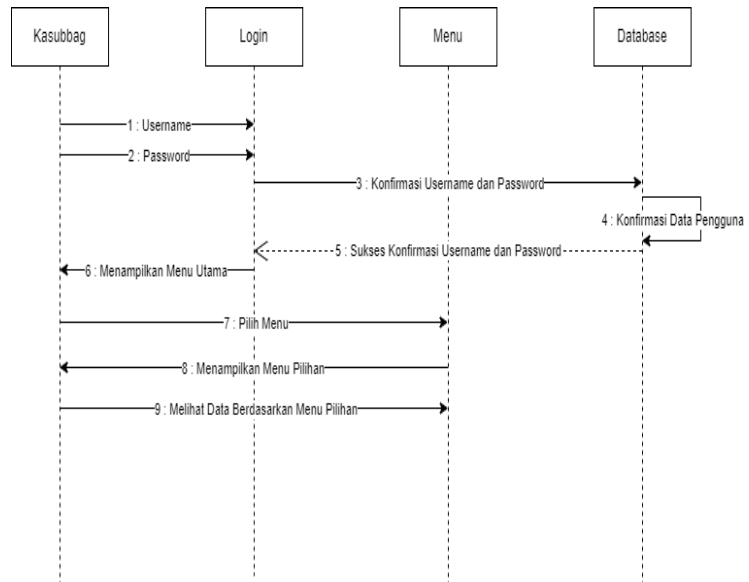 Kasubbag
Login
Menu
Database
1 : Username
2 : Password
3 : Konfirmasi Username dan Password
4 : Konfirmasi Data Pengguna
5 : Sukses Konfirmasi Username dan Password
6 : Menampilkan Menu Utama
7 : Pilih Menu
8 : Menampilkan Menu Pilihan
9 : Melihat Data Berdasarkan Menu Pilihan